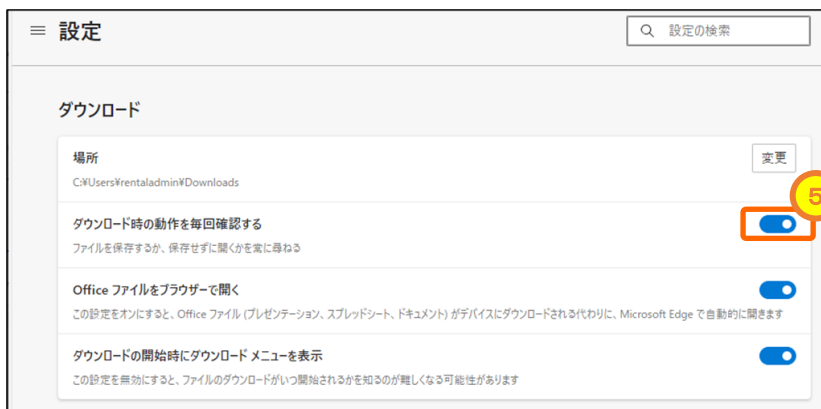 設定
設定の検索
ダウンロード
場所
変更
C:¥Users¥rentaladmin¥Downloads
5
ダウンロード時の動作を毎回確認する
ファイルを保存するか、保存せずに開くかを常に尋ねる
Office ファイルをブラウザーで開く
この設定をオンにすると、Office ファイル (プレゼンテーション、スプレッドシート、ドキュメント) がデバイスにダウンロードされる代わりに、Microsoft Edge で自動的に開きます
ダウンロードの開始時にダウンロード メニューを表示
この設定を無効にすると、ファイルのダウンロードがいつ開始されるかを知るのが難しくなる可能性があります